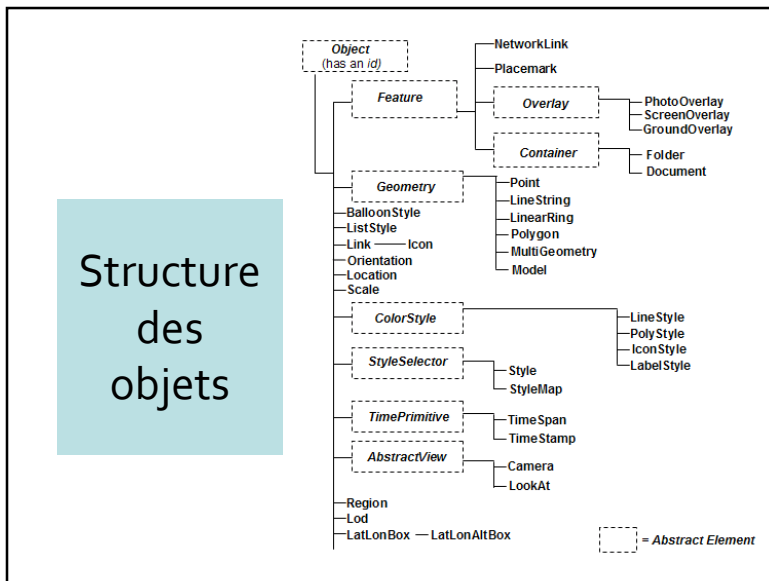 Structure
des
objets
Object
(has an id)
Feature
NetworkLink
Placemark
Overlay
PhotoOverlay
ScreenOverlay
GroundOverlay
Container
Folder
Document
Geometry
Point
LineString
LinearRing
Polygon
MultiGeometry
Model
BalloonStyle
ListStyle
Link Icon
Orientation
Location
Scale
ColorStyle
LineStyle
PolyStyle
IconStyle
LabelStyle
StyleSelector
Style
StyleMap
TimePrimitive
TimeSpan
TimeStamp
AbstractView
Camera
LookAt
Region
Lod
LatLonBox LatLonAltBox
= Abstract Element